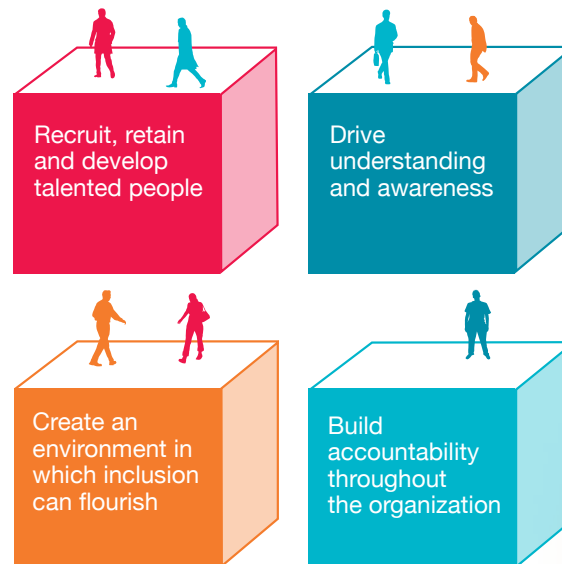 Recruit, retain
and develop
talented people
Drive
understanding
and awareness
Create an
environment in
which inclusion
can flourish
Build
accountability
throughout
the organization